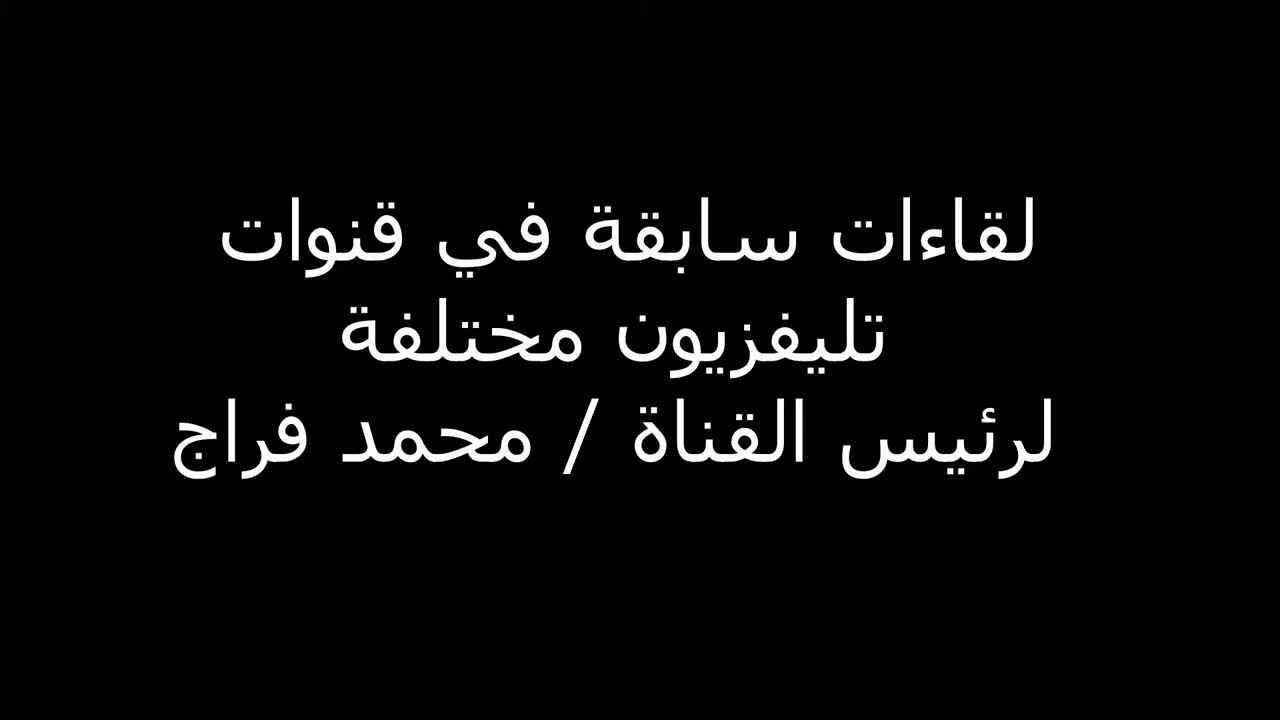 لقاءات سابقة في قنوات
تليفزيون مختلفة
لرئيس القناة / محمد فراج